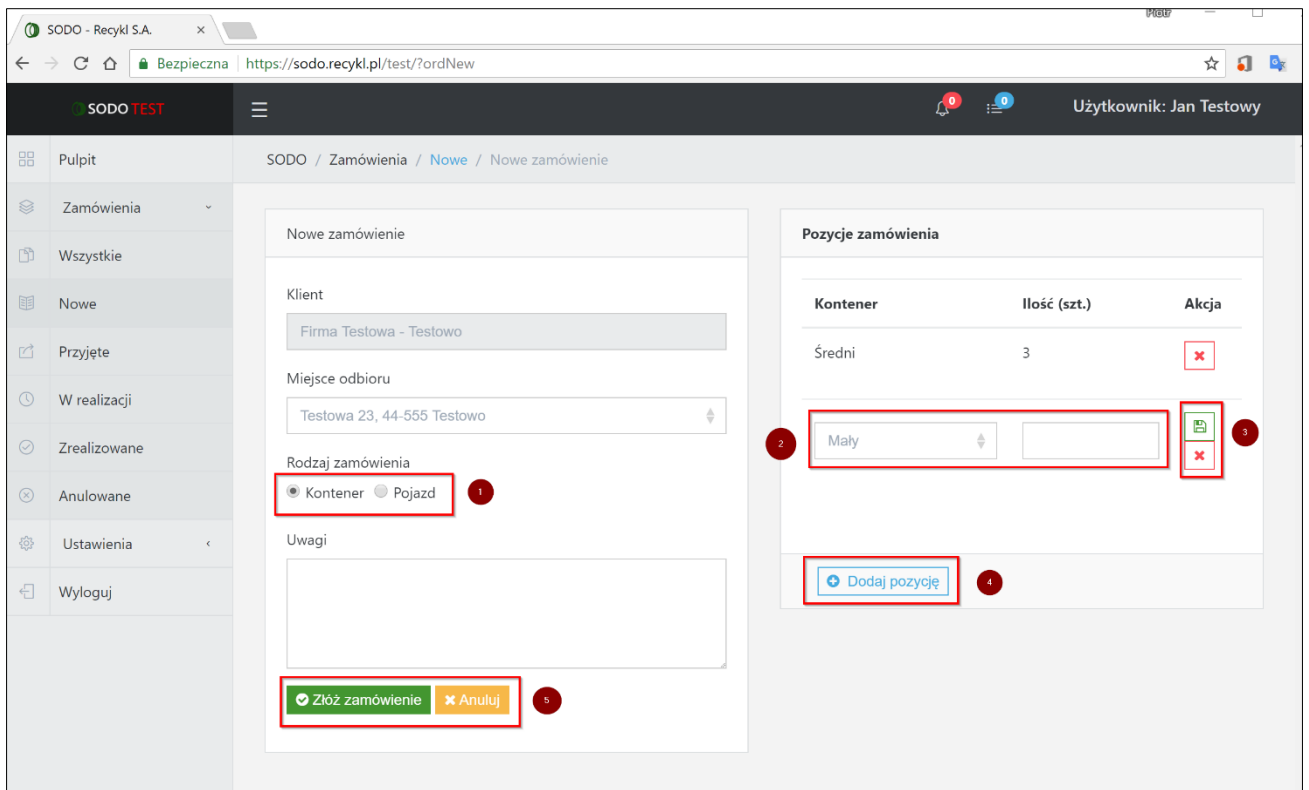 SODO - Recykl S.A.
Piotr
Bezpieczna https://sodo.recykl.pl/test/?ordNew
SODO TEST
0
0
Użytkownik: Jan Testowy
Pulpit
Zamówienia
Wszystkie
Nowe
Przyjęte
W realizacji
Zrealizowane
Anulowane
Ustawienia
Wyloguj
SODO / Zamówienia / Nowe / Nowe zamówienie
Nowe zamówienie
Klient
Firma Testowa - Testowo
Miejsce odbioru
Testowa 23, 44-555 Testowo
Rodzaj zamówienia
Kontener Pojazd
1
Uwagi
Złóż zamówienie Anuluj
5
Pozycje zamówienia
Kontener Ilość (szt.) Akcja
Średni 3
2
Mały
3
Dodaj pozycję
4